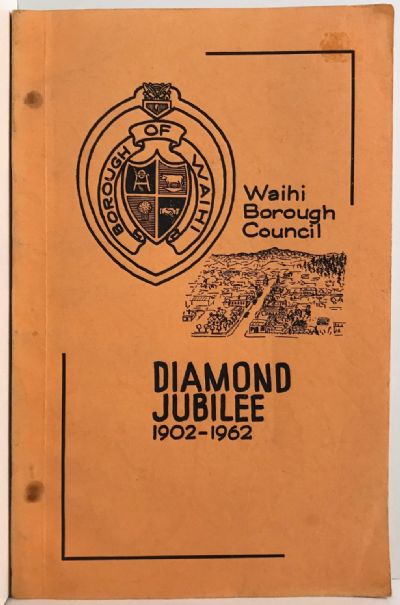 BOROUGH OF WAIHI
Waihi
Borough
Council
DIAMOND
JUBILEE
1902-1962